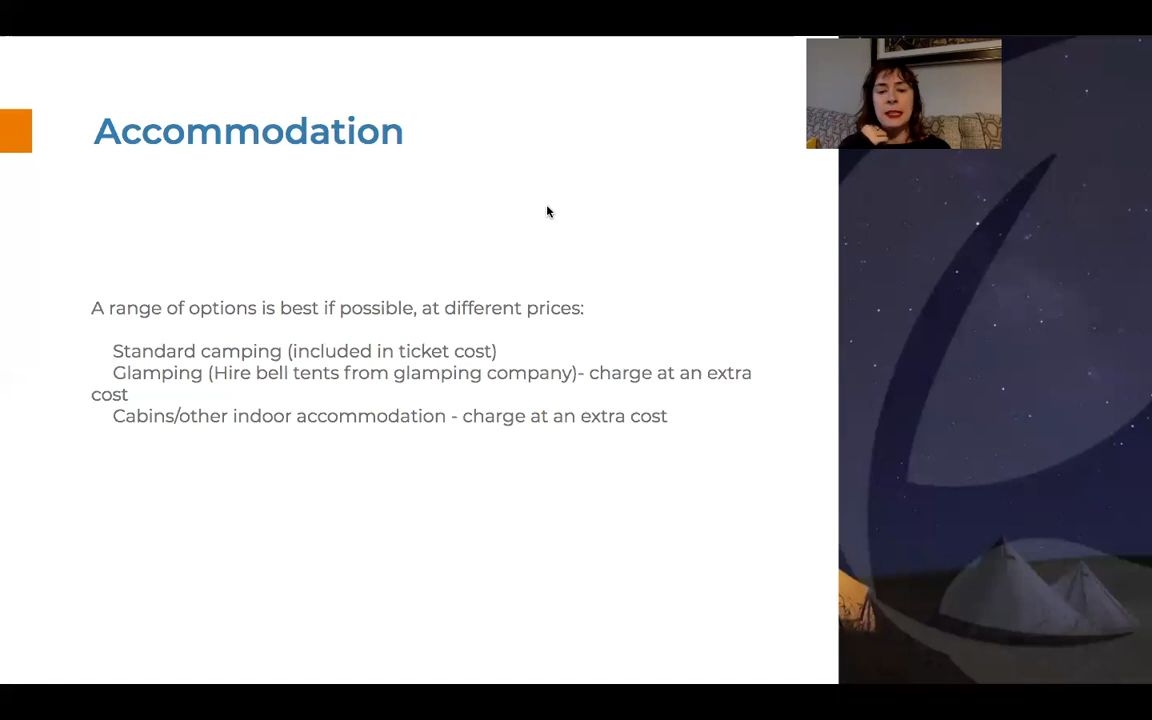 Accommodation
A range of options is best if possible, at different prices:
Standard camping (included in ticket cost)
Glamping (Hire bell tents from glamping company)- charge at an extra
cost
Cabins/other indoor accommodation - charge at an extra cost